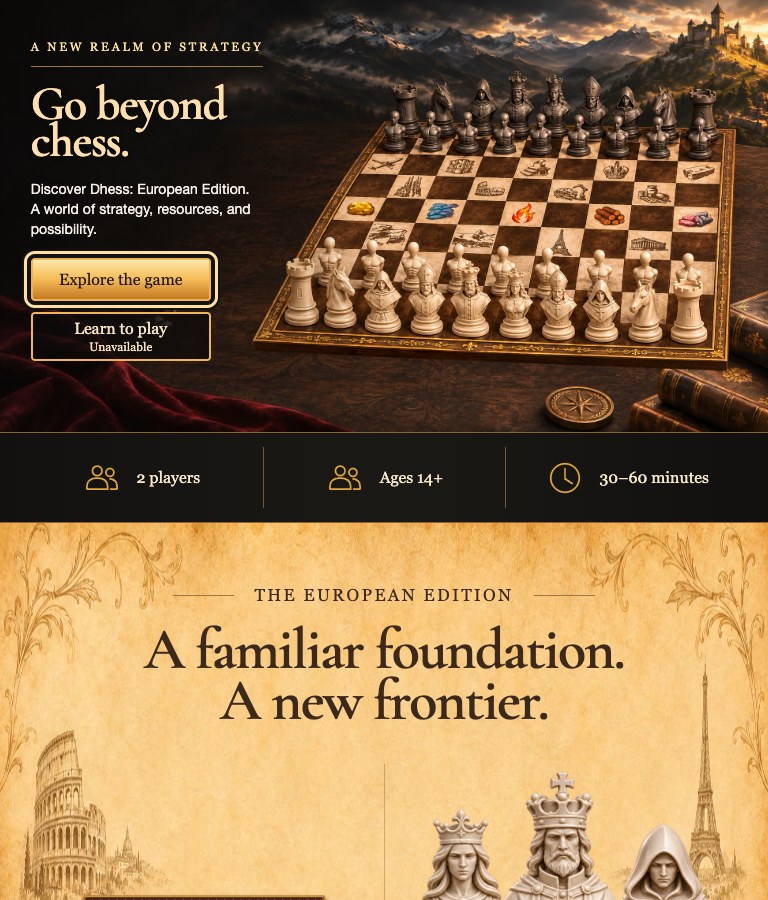 A NEW REALM OF STRATEGY
Go beyond
chess.
Discover Dhess: European Edition.
A world of strategy, resources, and
possibility.
Explore the game
Learn to play
Unavailable
2 players
Ages 14+
30–60 minutes
THE EUROPEAN EDITION
A familiar foundation.
A new frontier.